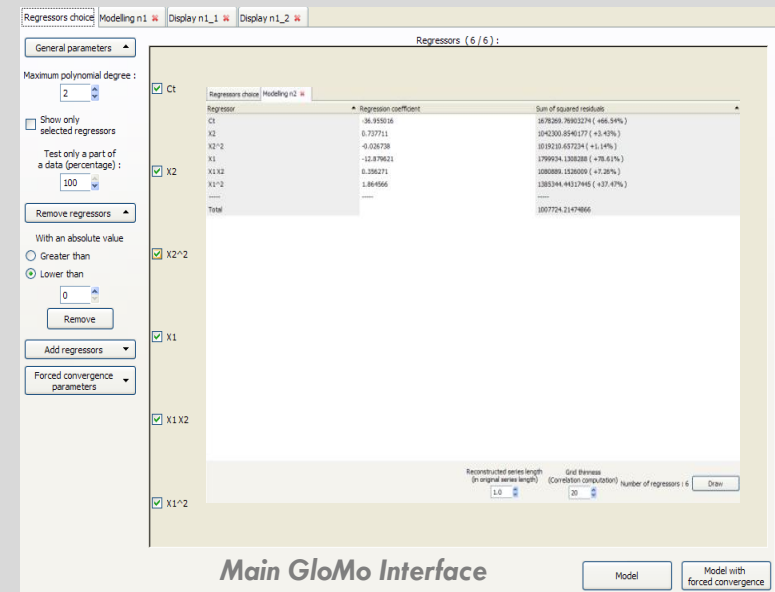 Regressors choice Modelling n1 Display n1_1 Display n1_2
Regressors ( 6 / 6 ) :
General parameters
Maximum polynomial degree :
2
Show only
selected regressors
Test only a part of
a data (percentage) :
100
Remove regressors
With an absolute value
Greater than
Lower than
0
Remove
Add regressors
Forced convergence
parameters
Ct
X2
X2^2
X1
X1 X2
X1^2
Regressors choice Modelling n2
Regressor Regression coefficient Sum of squared residuals
Ct -36.955016 1678269.76903274 ( +66.54% )
X2 0.737711 1042300.8540177 ( +3.43% )
X2^2 -0.026738 1019210.657234 ( +1.14% )
X1 -12.879621 1799934.1308288 ( +78.61% )
X1 X2 0.356271 1080889.1526009 ( +7.26% )
X1^2 1.864566 1385344.44317445 ( +37.47% )
----- ----- -----
Total 1007724.21474866
Reconstructed series length
(in original series length)
1.0
Grid thinness
(Correlation computation)
20
Number of regressors : 6
Draw
Main GloMo Interface
Model
Model with
forced convergence